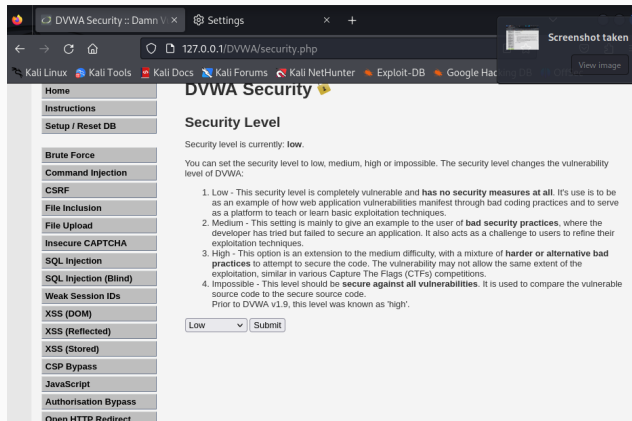 DVWA Security :: Damn V
Settings
Screenshot taken
View image
127.0.0.1/DVWA/security.php
Kali Linux
Kali Tools
Kali Docs
Kali Forums
Kali NetHunter
Exploit-DB
Google Hacking DB
Home
Instructions
Setup / Reset DB
Brute Force
Command Injection
CSRF
File Inclusion
File Upload
Insecure CAPTCHA
SQL Injection
SQL Injection (Blind)
Weak Session IDs
XSS (DOM)
XSS (Reflected)
XSS (Stored)
CSP Bypass
JavaScript
Authorisation Bypass
Open HTTP Redirect
DVWA Security
Security Level
Security level is currently: low.
You can set the security level to low, medium, high or impossible. The security level changes the vulnerability
level of DVWA:
1. Low - This security level is completely vulnerable and has no security measures at all. It's use is to be
as an example of how web application vulnerabilities manifest through bad coding practices and to serve
as a platform to teach or learn basic exploitation techniques.
2. Medium - This setting is mainly to give an example to the user of bad security practices, where the
developer has tried but failed to secure an application. It also acts as a challenge to users to refine their
exploitation techniques.
3. High - This option is an extension to the medium difficulty, with a mixture of harder or alternative bad
practices to attempt to secure the code. The vulnerability may not allow the same extent of the
exploitation, similar in various Capture The Flags (CTFs) competitions.
4. Impossible - This level should be secure against all vulnerabilities. It is used to compare the vulnerable
source code to the secure source code.
Prior to DVWA v1.9, this level was known as 'high'.
Low
Submit